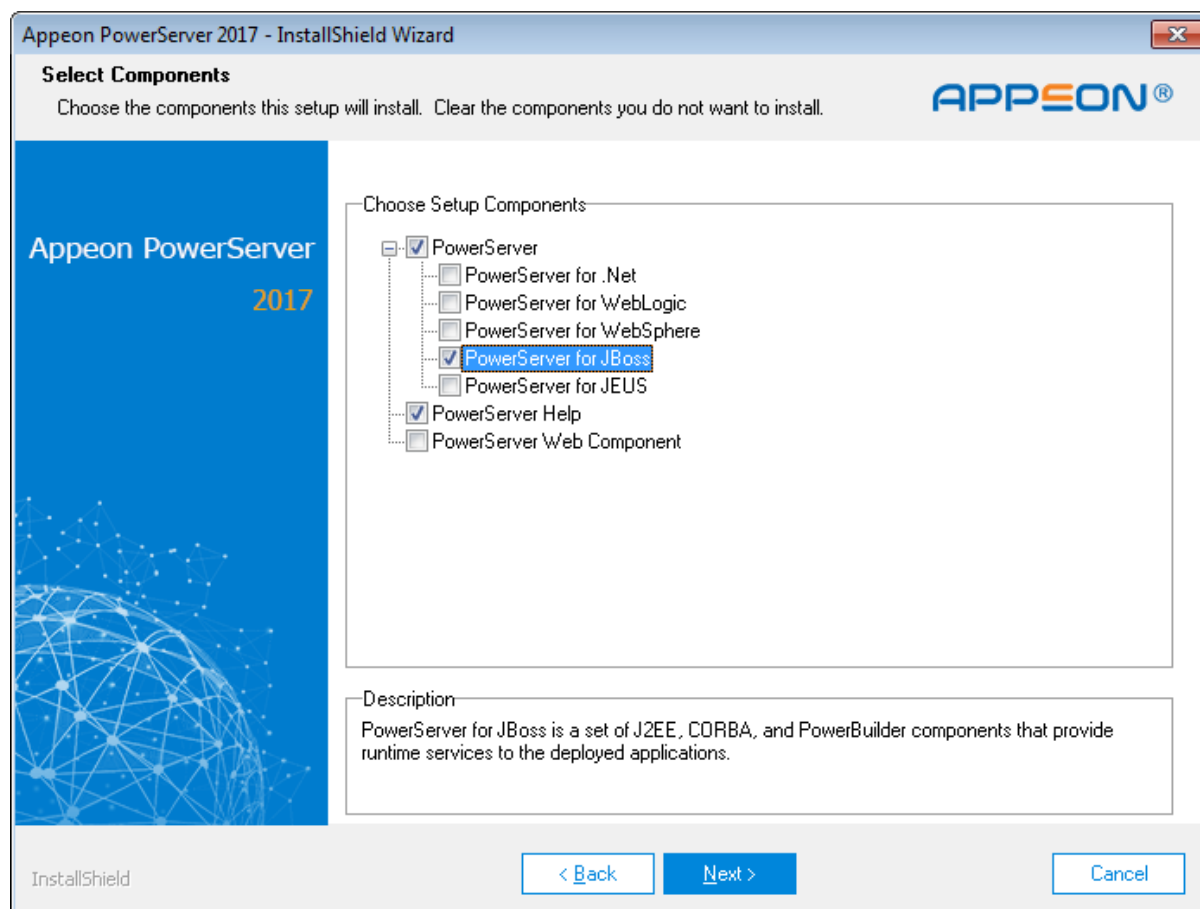 Appeon PowerServer 2017 - InstallShield Wizard
Select Components
Choose the components this setup will install. Clear the components you do not want to install.
APPEON®
Appeon PowerServer
2017
Choose Setup Components
PowerServer
PowerServer for .Net
PowerServer for WebLogic
PowerServer for WebSphere
PowerServer for JBoss
PowerServer for JEUS
PowerServer Help
PowerServer Web Component
Description
PowerServer for JBoss is a set of J2EE, CORBA, and PowerBuilder components that provide
runtime services to the deployed applications.
InstallShield
< Back
Next >
Cancel